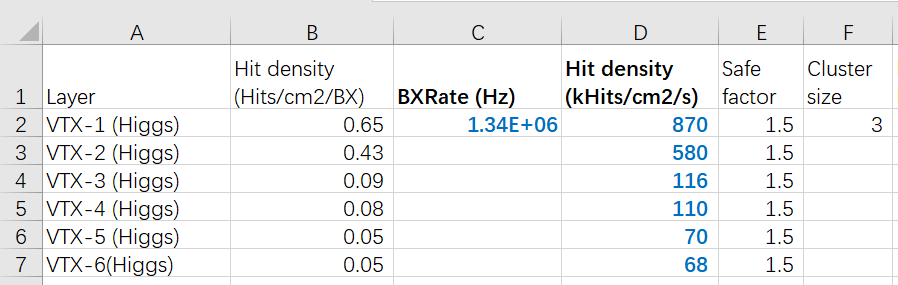 A B C D E F
1 Layer Hit density (Hits/cm2/BX) BXRate (Hz) Hit density (kHits/cm2/s) Safe factor Cluster size
2 VTX-1 (Higgs) 0.65 1.34E+06 870 1.5 3
3 VTX-2 (Higgs) 0.43 580 1.5
4 VTX-3 (Higgs) 0.09 116 1.5
5 VTX-4 (Higgs) 0.08 110 1.5
6 VTX-5 (Higgs) 0.05 70 1.5
7 VTX-6(Higgs) 0.05 68 1.5